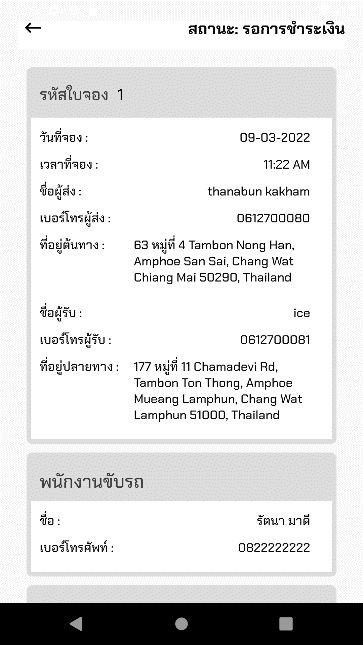 สถานะ: รอการชำระเงิน
รหัสใบจอง 1
วันที่จอง : 09-03-2022
เวลาที่จอง : 11:22 AM
ชื่อผู้ส่ง : thanabun kakham
เบอร์โทรผู้ส่ง : 0612700080
ที่อยู่ต้นทาง : 63 หมู่ที่ 4 Tambon Nong Han,
Amphoe San Sai, Chang Wat
Chiang Mai 50290, Thailand
ชื่อผู้รับ : ice
เบอร์โทรผู้รับ : 0612700081
ที่อยู่ปลายทาง : 177 หมู่ที่ 11 Chamadevi Rd,
Tambon Ton Thong, Amphoe
Mueang Lamphun, Chang Wat
Lamphun 51000, Thailand
พนักงานขับรถ
ชื่อ : รัตนา มาดี
เบอร์โทรศัพท์ : 0822222222